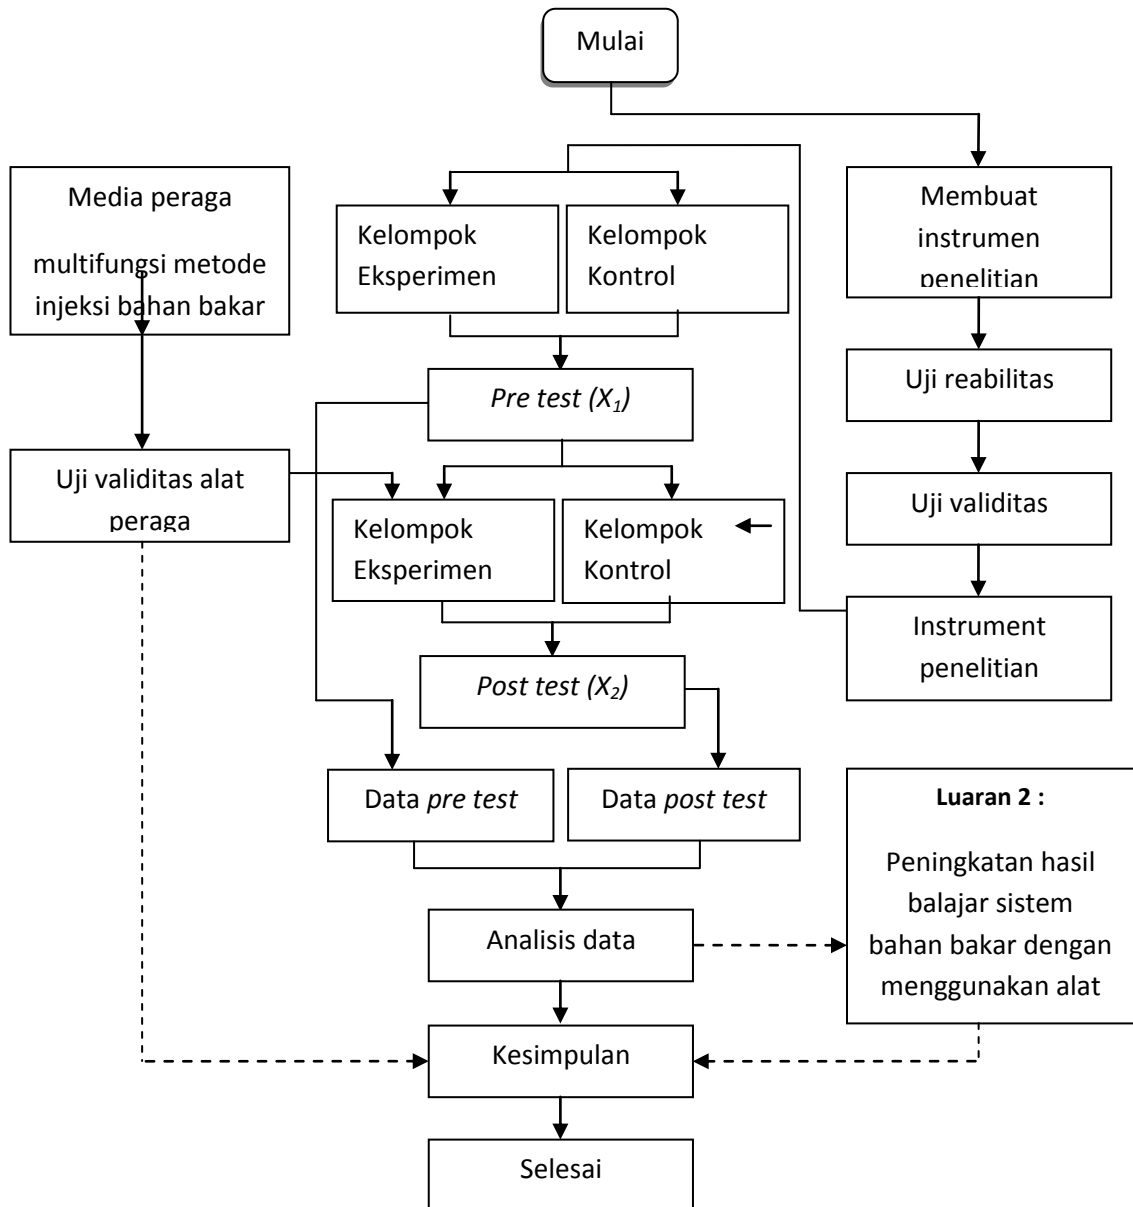 Mulai
Media peraga
multifungsi metode
injeksi bahan bakar
Kelompok
Eksperimen
Kelompok
Kontrol
Membuat
instrumen
penelitian
Pre test (X₁)
Uji reabilitas
Uji validitas alat
peraga
Kelompok
Eksperimen
Kelompok
Kontrol
Uji validitas
Instrument
penelitian
Post test (X₂)
Data pre test
Data post test
Luaran 2 :
Peningkatan hasil
balajar sistem
bahan bakar dengan
menggunakan alat
Analisis data
Kesimpulan
Selesai